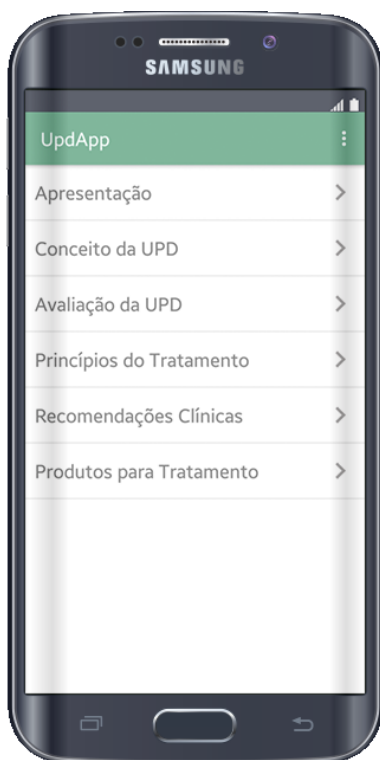 SAMSUNG
UpdApp
Apresentação
Conceito da UPD
Avaliação da UPD
Princípios do Tratamento
Recomendações Clínicas
Produtos para Tratamento